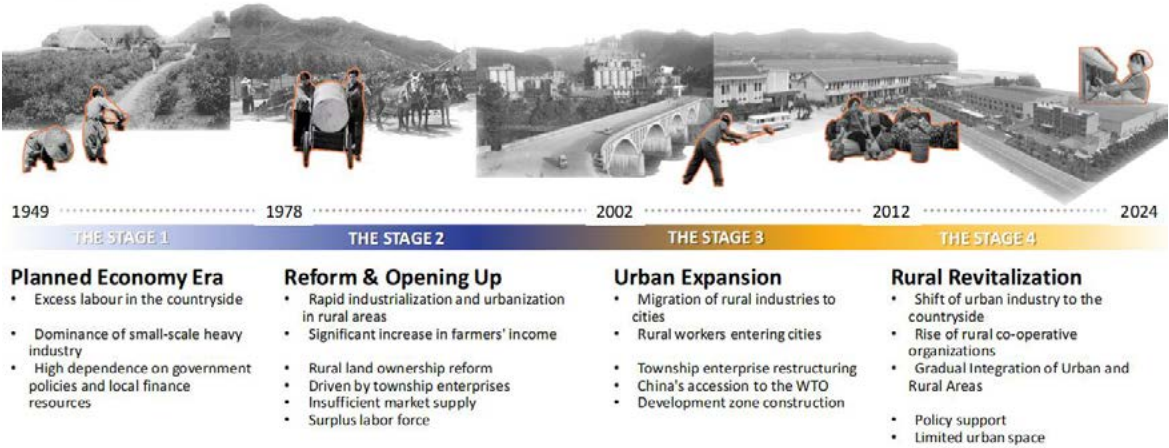 1949 1978 2002 2012 2024
THE STAGE 1 THE STAGE 2 THE STAGE 3 THE STAGE 4
Planned Economy Era
• Excess labour in the countryside
• Dominance of small-scale heavy
industry
• High dependence on government
policies and local finance
resources
Reform & Opening Up
• Rapid industrialization and urbanization
in rural areas
• Significant increase in farmers' income
• Rural land ownership reform
• Driven by township enterprises
• Insufficient market supply
• Surplus labor force
Urban Expansion
• Migration of rural industries to
cities
• Rural workers entering cities
• Township enterprise restructuring
• China's accession to the WTO
• Development zone construction
Rural Revitalization
• Shift of urban industry to the
countryside
• Rise of rural co-operative
organizations
• Gradual Integration of Urban and
Rural Areas
• Policy support
• Limited urban space